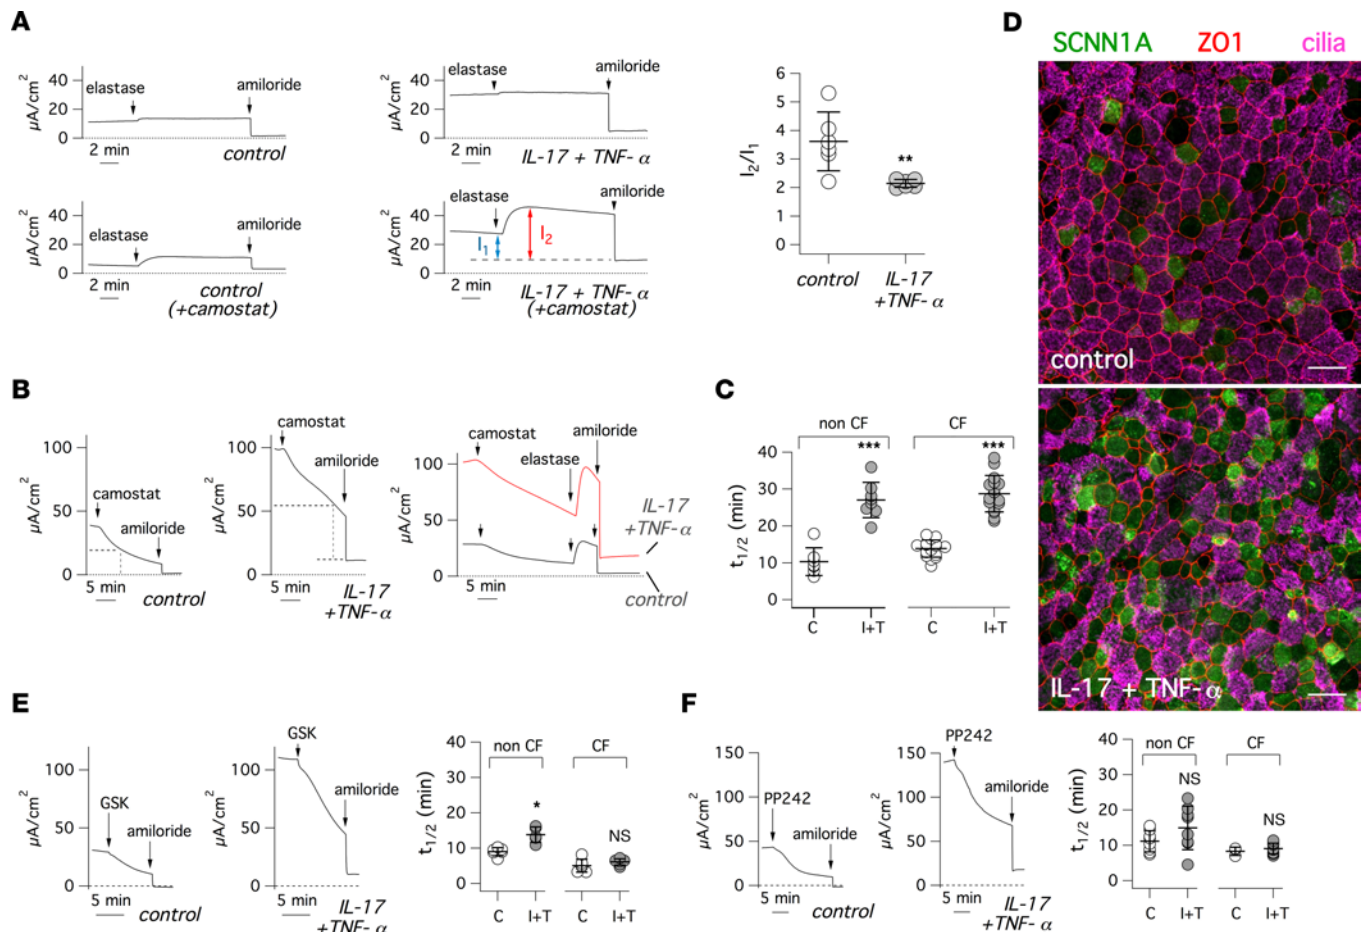 A
elastase
amiloride
40
20
0
µA/cm²
2 min
control
elastase
amiloride
40
20
0
µA/cm²
2 min
IL-17 + TNF- α
elastase
amiloride
40
20
0
µA/cm²
2 min
control
(+camostat)
elastase
amiloride
40
20
0
µA/cm²
I₁
I₂
2 min
IL-17 + TNF- α
(+camostat)
6
5
4
3
2
1
0
I₂/I₁
**
control
IL-17
+TNF- α
D
SCNN1A ZO1 cilia
control
IL-17 + TNF- α
B
100
50
0
µA/cm²
camostat
amiloride
5 min
control
100
50
0
µA/cm²
camostat
amiloride
5 min
IL-17
+TNF- α
100
50
0
µA/cm²
camostat
elastase
amiloride
5 min
IL-17
+TNF-α
control
C
non CF
CF
***
***
40
30
20
10
0
t1/2 (min)
C
I+T
C
I+T
E
100
50
0
µA/cm²
GSK
amiloride
5 min
control
100
50
0
µA/cm²
GSK
amiloride
5 min
IL-17
+TNF- α
40
30
20
10
0
t1/2 (min)
non CF
CF
*
NS
C
I+T
C
I+T
F
150
100
50
0
µA/cm²
PP242
amiloride
5 min
control
150
100
50
0
µA/cm²
PP242
amiloride
5 min
IL-17
+TNF- α
40
30
20
10
0
t1/2 (min)
non CF
CF
NS
NS
C
I+T
C
I+T